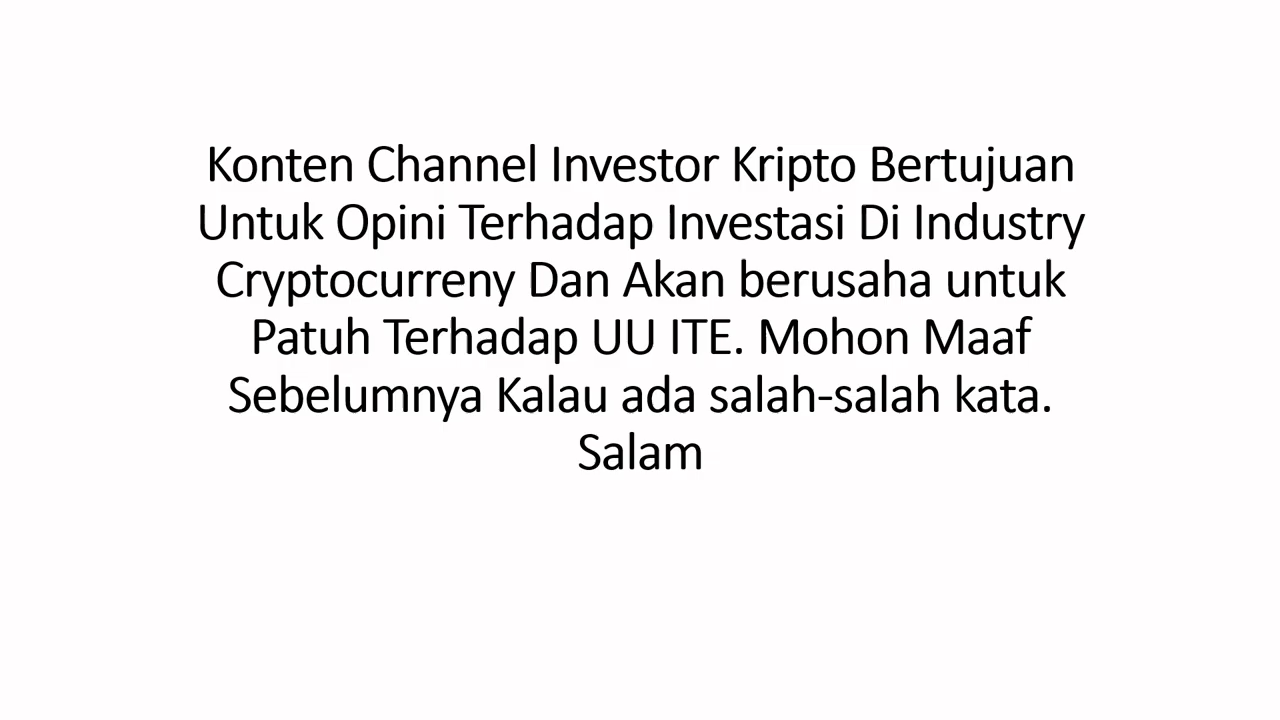 Konten Channel Investor Kripto Bertujuan
Untuk Opini Terhadap Investasi Di Industry
Cryptocurreny Dan Akan berusaha untuk
Patuh Terhadap UU ITE. Mohon Maaf
Sebelumnya Kalau ada salah-salah kata.
Salam